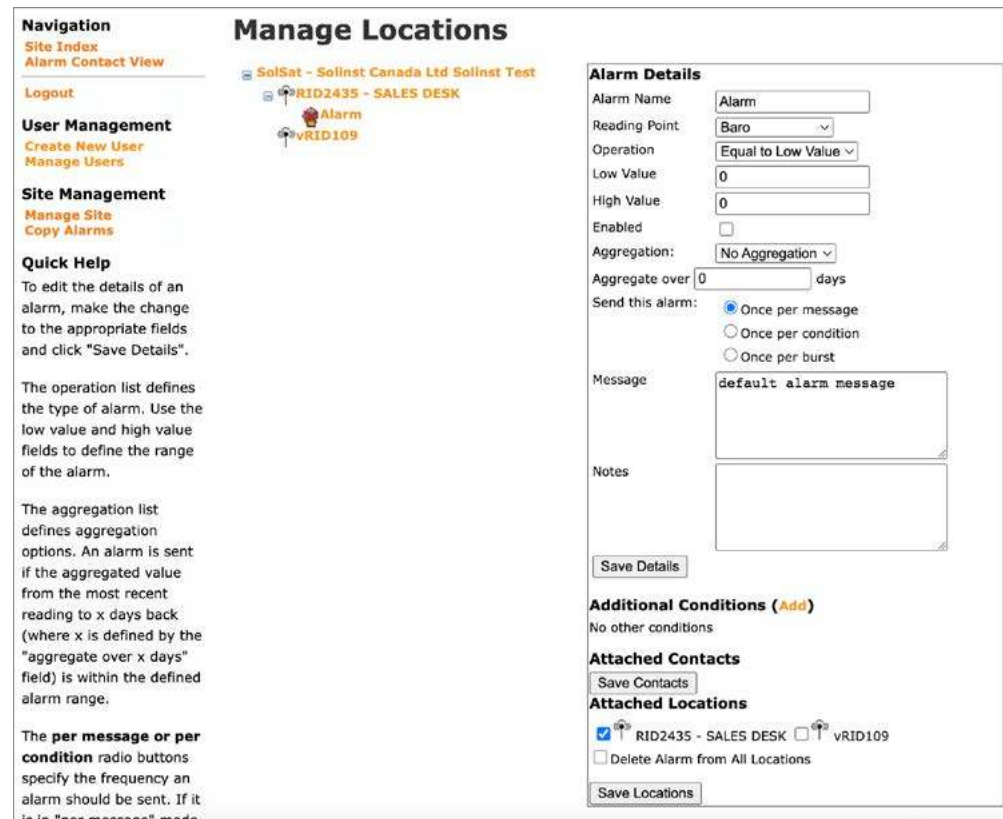 Navigation
Site Index
Alarm Contact View
Logout
User Management
Create New User
Manage Users
Site Management
Manage Site
Copy Alarms
Quick Help
To edit the details of an
alarm, make the change
to the appropriate fields
and click "Save Details".
The operation list defines
the type of alarm. Use the
low value and high value
fields to define the range
of the alarm.
The aggregation list
defines aggregation
options. An alarm is sent
if the aggregated value
from the most recent
reading to x days back
(where x is defined by the
"aggregate over x days"
field) is within the defined
alarm range.
The per message or per
condition radio buttons
specify the frequency an
alarm should be sent. If it
is in "per message" mode
Manage Locations
SolSat - Solinst Canada Ltd Solinst Test
RID2435 - SALES DESK
Alarm
vRID109
Alarm Details
Alarm Name Alarm
Reading Point Baro
Operation Equal to Low Value
Low Value 0
High Value 0
Enabled
Aggregation: No Aggregation
Aggregate over 0 days
Send this alarm: Once per message
Once per condition
Once per burst
Message default alarm message
Notes
Save Details
Additional Conditions (Add)
No other conditions
Attached Contacts
Save Contacts
Attached Locations
RID2435 - SALES DESK vRID109
Delete Alarm from All Locations
Save Locations